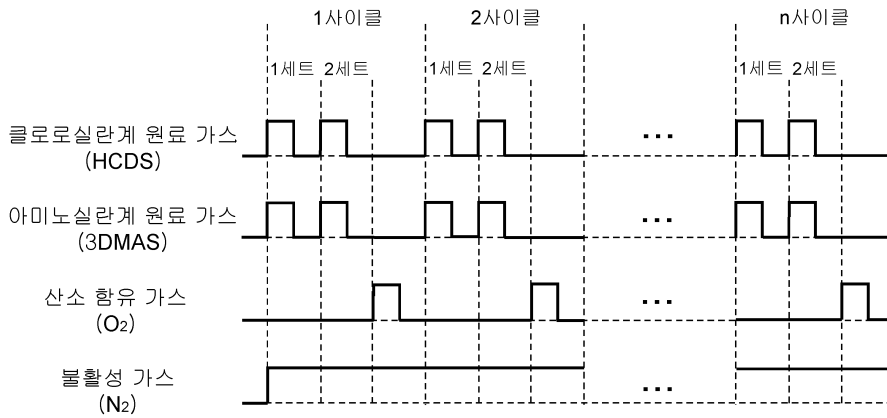 1사이클 2사이클 n사이클
1세트 2세트 1세트 2세트 1세트 2세트
클로로실란계 원료 가스
(HCDS)
아미노실란계 원료 가스
(3DMAS)
산소 함유 가스
(O2)
불활성 가스
(N2)